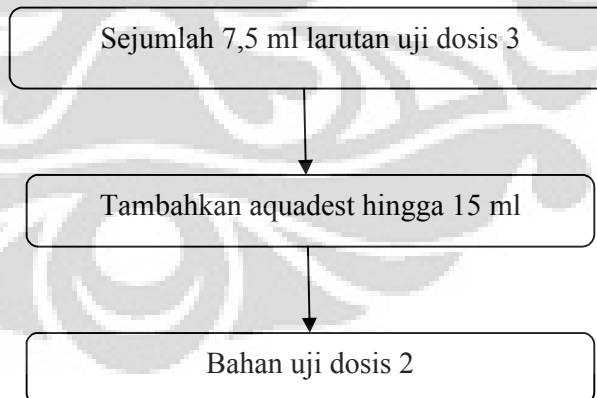 Sejumlah 7,5 ml larutan uji dosis 3
Tambahkan aquadest hingga 15 ml
Bahan uji dosis 2